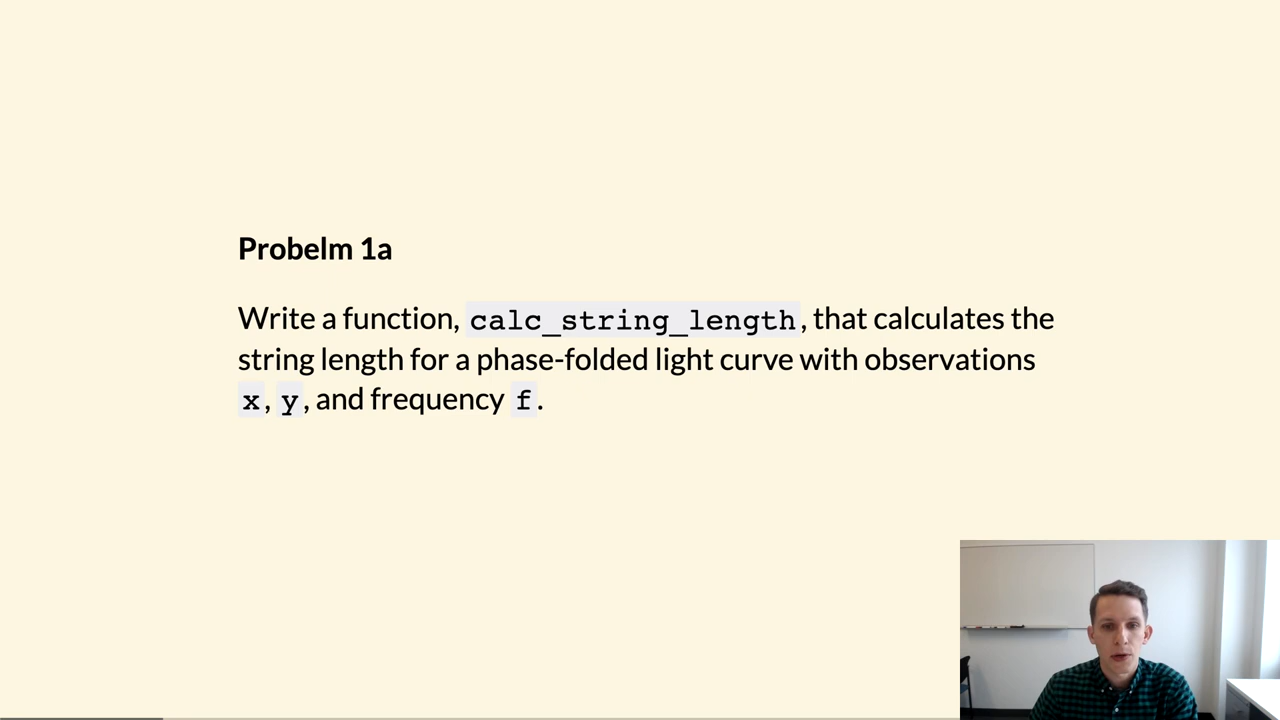 Probelm 1a
Write a function, calc_string_length, that calculates the
string length for a phase-folded light curve with observations
x, y, and frequency f.